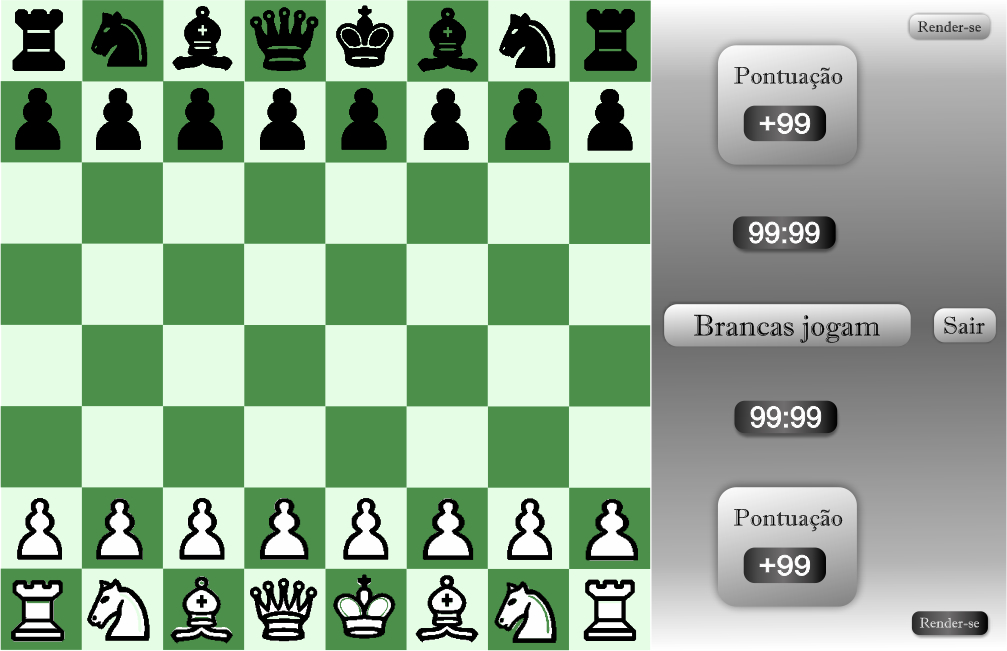 Render-se
Pontuação
+99
99:99
Brancas jogam
Sair
99:99
Pontuação
+99
Render-se